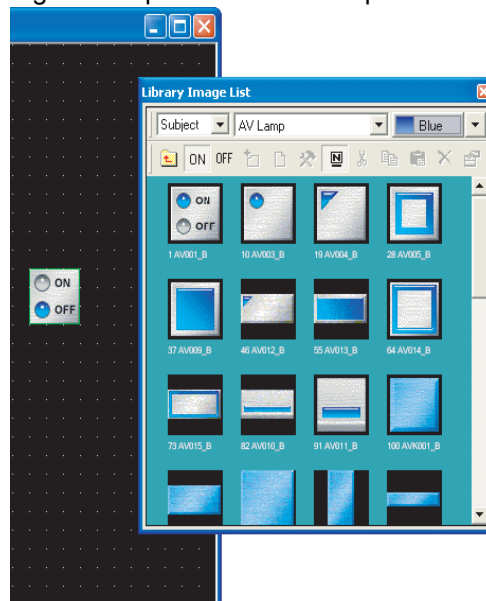 Library Image List
Subject AV Lamp Blue
ON OFF N
ON
OFF
1 AV001_B 10 AV003_B 19 AV004_B 28 AV005_B
ON
OFF
37 AV009_B 46 AV012_B 55 AV013_B 64 AV014_B
73 AV015_B 82 AV010_B 91 AV011_B 100 AVK001_B